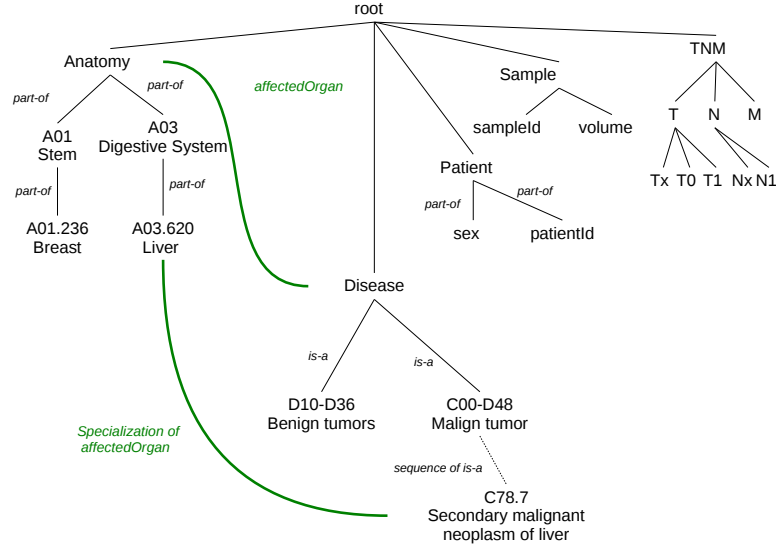 root
Anatomy
TNM
Sample
affectedOrgan
part-of
part-of
T
N
M
A01
Stem
A03
Digestive System
sampleId
volume
Patient
Tx
T0
T1
Nx
N1
part-of
part-of
part-of
part-of
A01.236
Breast
A03.620
Liver
sex
patientId
Disease
is-a
is-a
D10-D36
Benign tumors
C00-D48
Malign tumor
Specialization of
affectedOrgan
sequence of is-a
C78.7
Secondary malignant
neoplasm of liver